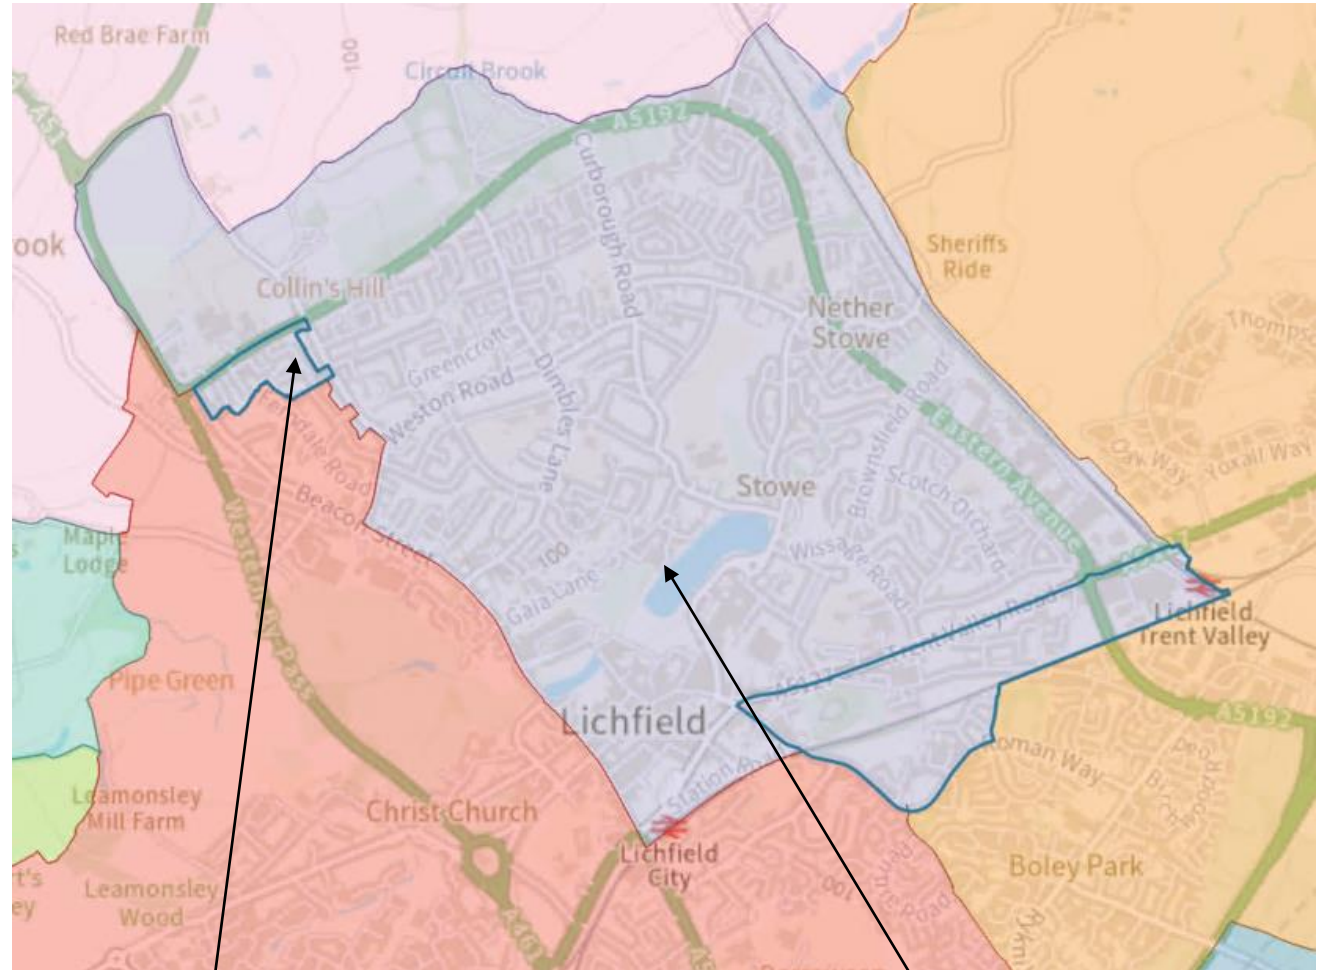 Red Brae Farm
100
Circuit Brook
A51
A5192
Curborough Road
ook
Sheriffs
Ride
Collin's Hill
Nether
Stowe
Greencroft
Weston Road
Dimbles Lane
Brownsfield Road
Eastern Avenue
Oak Way
Yoxall Way
Beacon Street
Western By-Pass
Stowe
Scotch Orchard
Maple
Lodge
100
Gaia Lane
Wissage Road
Trent Valley Road
Lichfield
Trent Valley
Pipe Green
Lichfield
A5192
Station Road
Roman Way
Leamonsley
Mill Farm
Christ Church
Lichfield
City
Boley Park
Leamonsley
Wood
100
A461